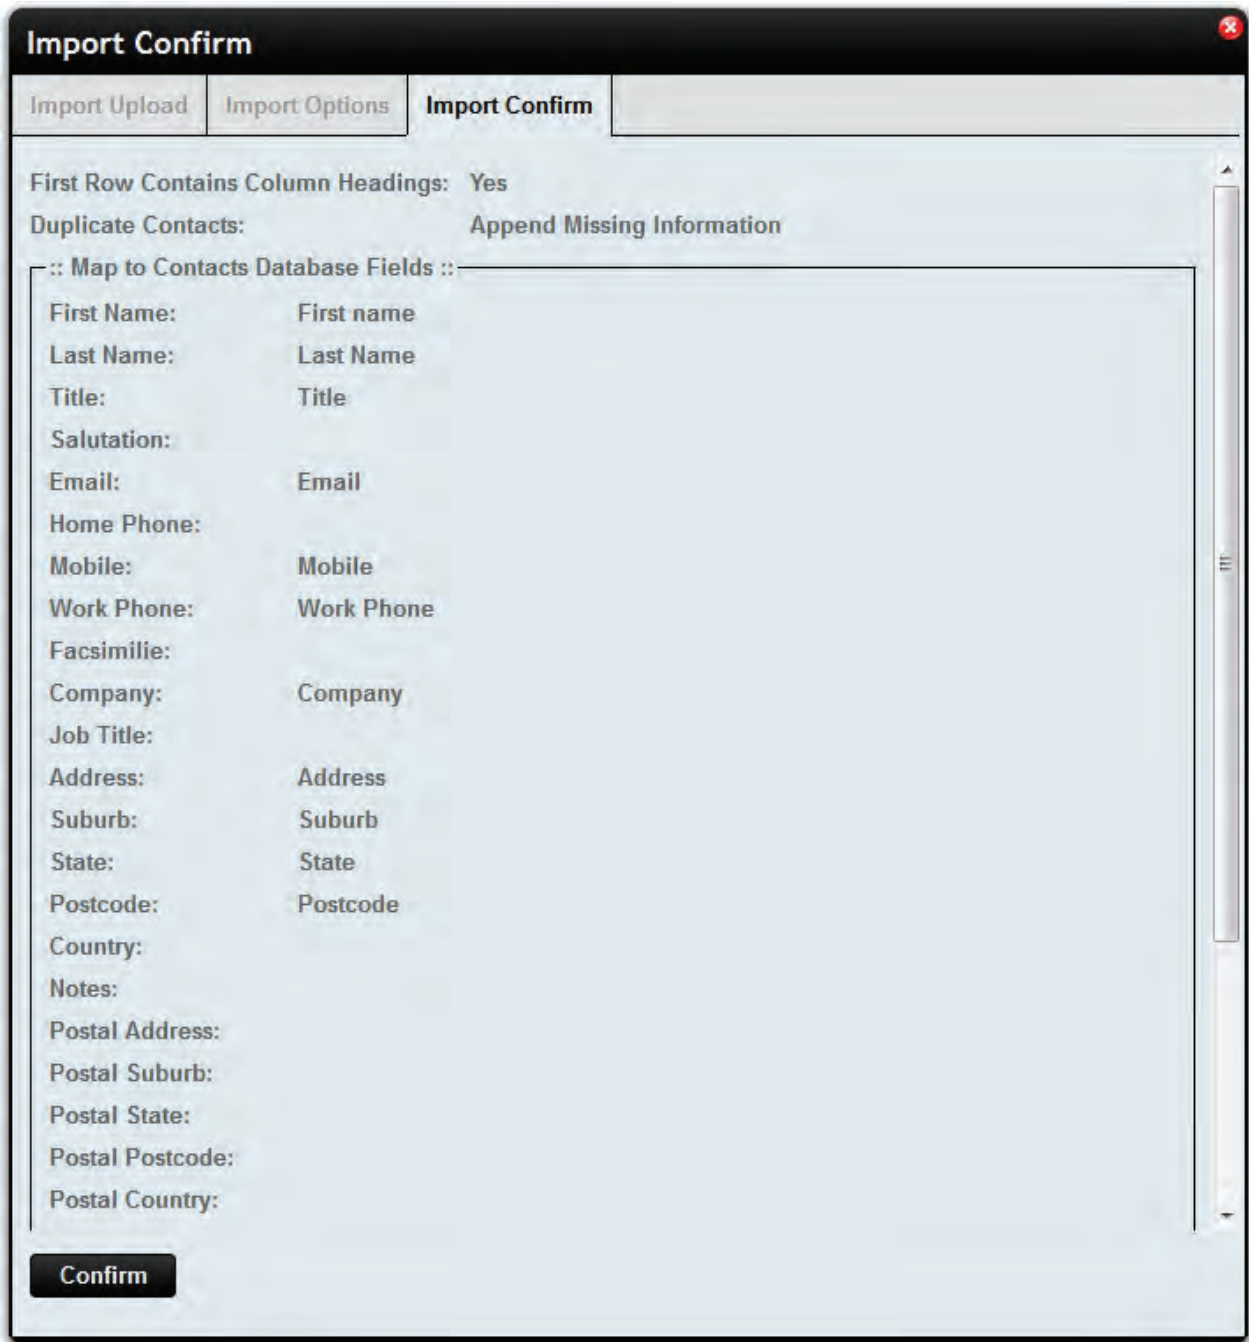 Import Confirm
Import Upload Import Options Import Confirm
First Row Contains Column Headings: Yes
Duplicate Contacts: Append Missing Information
:: Map to Contacts Database Fields ::
First Name: First name
Last Name: Last Name
Title: Title
Salutation:
Email: Email
Home Phone:
Mobile: Mobile
Work Phone: Work Phone
Facsimilie:
Company: Company
Job Title:
Address: Address
Suburb: Suburb
State: State
Postcode: Postcode
Country:
Notes:
Postal Address:
Postal Suburb:
Postal State:
Postal Postcode:
Postal Country:
Confirm